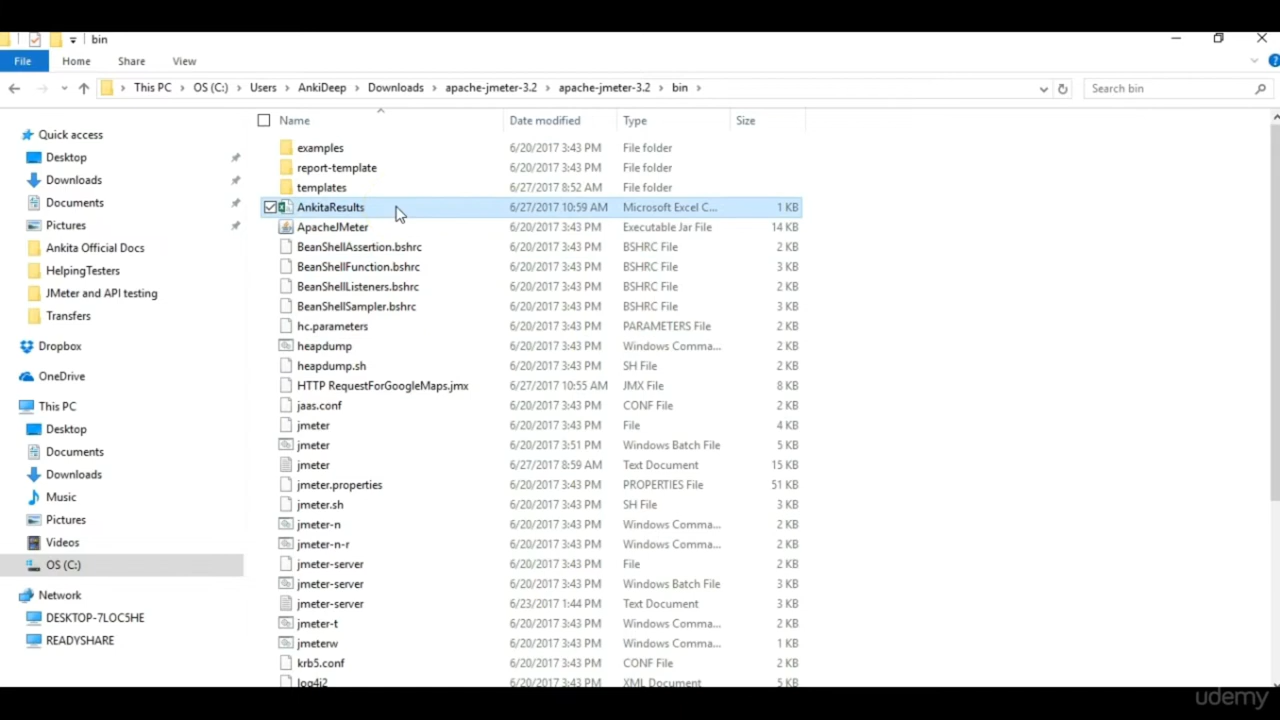 bin
File Home Share View
This PC OS (C:) Users AnkiDeep Downloads apache-jmeter-3.2 apache-jmeter-3.2 bin
Search bin
Quick access
Desktop
Downloads
Documents
Pictures
Ankita Official Docs
HelpingTesters
JMeter and API testing
Transfers
Dropbox
OneDrive
This PC
Desktop
Documents
Downloads
Music
Pictures
Videos
OS (C:)
Network
DESKTOP-7LOC5HE
READYSHARE
Name Date modified Type Size
examples 6/20/2017 3:43 PM File folder
report-template 6/20/2017 3:43 PM File folder
templates 6/27/2017 8:52 AM File folder
AnkitaResults 6/27/2017 10:59 AM Microsoft Excel C... 1 KB
ApacheJMeter 6/20/2017 3:43 PM Executable Jar File 14 KB
BeanShellAssertion.bshrc 6/20/2017 3:43 PM BSHRC File 2 KB
BeanShellFunction.bshrc 6/20/2017 3:43 PM BSHRC File 3 KB
BeanShellListeners.bshrc 6/20/2017 3:43 PM BSHRC File 2 KB
BeanShellSampler.bshrc 6/20/2017 3:43 PM BSHRC File 3 KB
hc.parameters 6/20/2017 3:43 PM PARAMETERS File 2 KB
heapdump 6/20/2017 3:43 PM Windows Comma... 2 KB
heapdump.sh 6/20/2017 3:43 PM SH File 2 KB
HTTP RequestForGoogleMaps.jmx 6/27/2017 10:55 AM JMX File 8 KB
jaas.conf 6/20/2017 3:43 PM CONF File 2 KB
jmeter 6/20/2017 3:43 PM File 4 KB
jmeter 6/20/2017 3:51 PM Windows Batch File 5 KB
jmeter 6/27/2017 8:59 AM Text Document 15 KB
jmeter.properties 6/20/2017 3:43 PM PROPERTIES File 51 KB
jmeter.sh 6/20/2017 3:43 PM SH File 3 KB
jmeter-n 6/20/2017 3:43 PM Windows Comma... 2 KB
jmeter-n-r 6/20/2017 3:43 PM Windows Comma... 2 KB
jmeter-server 6/20/2017 3:43 PM File 2 KB
jmeter-server 6/20/2017 3:43 PM Windows Batch File 3 KB
jmeter-server 6/23/2017 1:44 PM Text Document 3 KB
jmeter-t 6/20/2017 3:43 PM Windows Comma... 2 KB
jmeterw 6/20/2017 3:43 PM Windows Comma... 1 KB
krb5.conf 6/20/2017 3:43 PM CONF File 2 KB
log4j2 6/20/2017 3:43 PM XML Document 4 KB
udemy